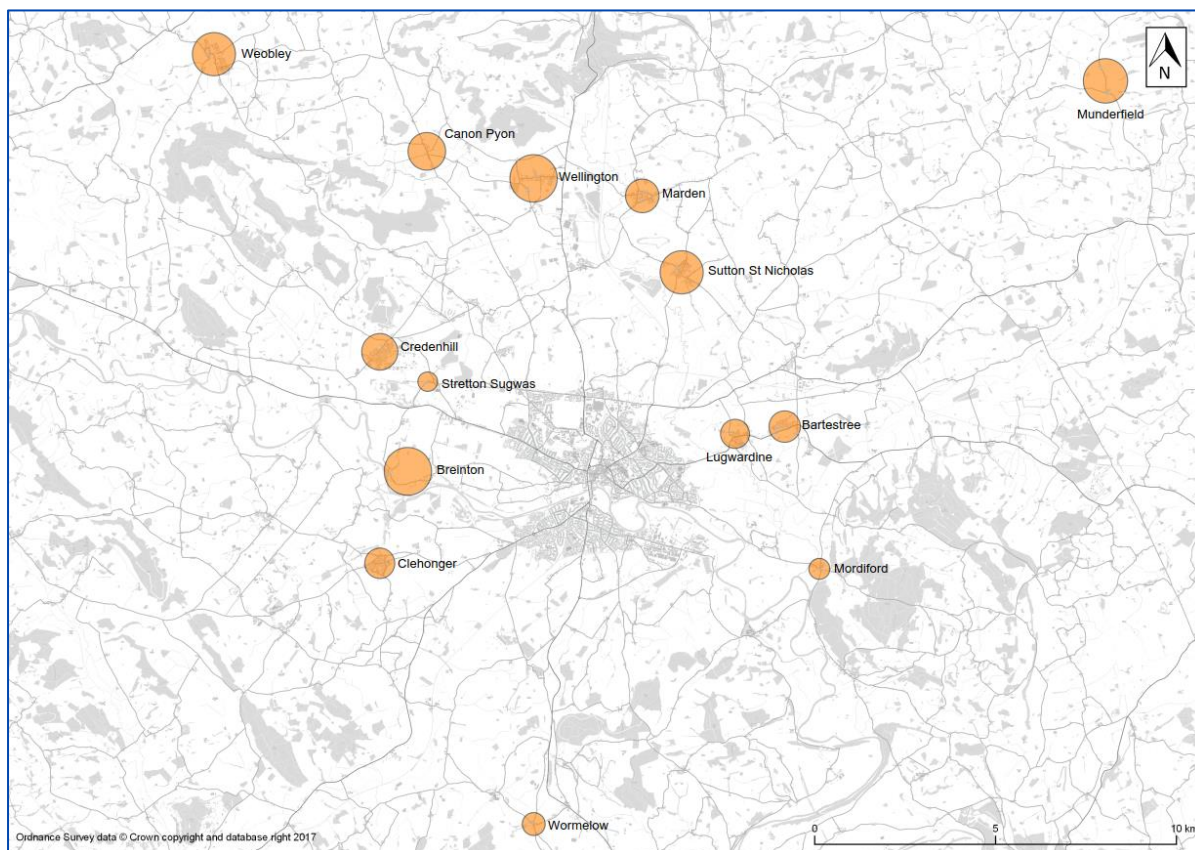 Weobley
Munderfield
N
Canon Pyon
Wellington
Marden
Sutton St Nicholas
Credenhill
Stretton Sugwas
Bartestree
Lugwardine
Breinton
Clehonger
Mordiford
Wormelow
Ordnance Survey data © Crown copyright and database right 2017
0 5 10 km